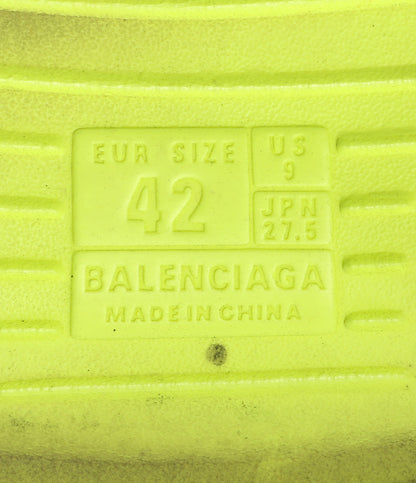 EUR SIZE
42
US
9
JPN
27.5
BALENCIAGA
MADE IN CHINA